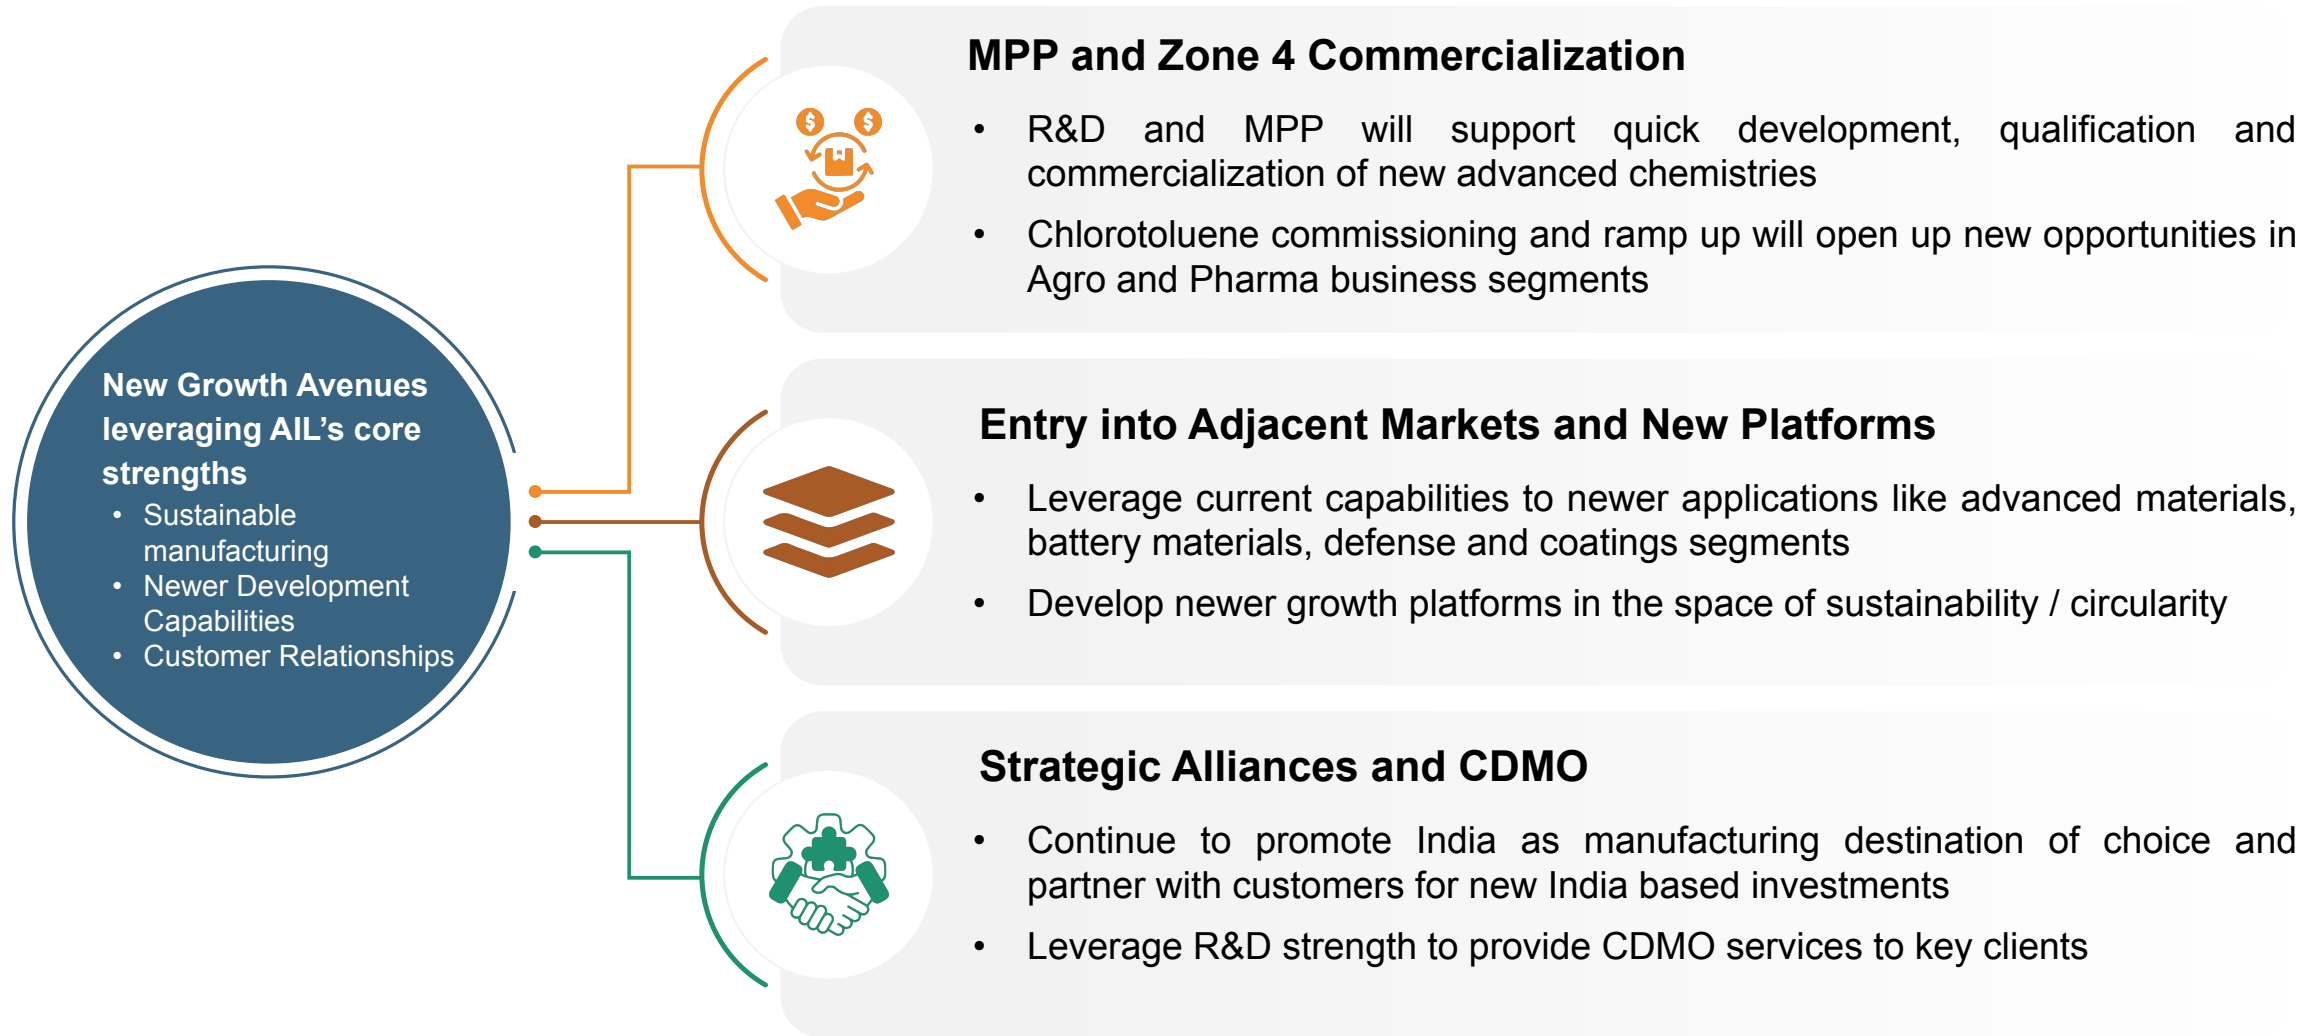 New Growth Avenues
leveraging AIL’s core
strengths
• Sustainable
manufacturing
• Newer Development
Capabilities
• Customer Relationships
MPP and Zone 4 Commercialization
• R&D and MPP will support quick development, qualification and
commercialization of new advanced chemistries
• Chlorotoluene commissioning and ramp up will open up new opportunities in
Agro and Pharma business segments
Entry into Adjacent Markets and New Platforms
• Leverage current capabilities to newer applications like advanced materials,
battery materials, defense and coatings segments
• Develop newer growth platforms in the space of sustainability / circularity
Strategic Alliances and CDMO
• Continue to promote India as manufacturing destination of choice and
partner with customers for new India based investments
• Leverage R&D strength to provide CDMO services to key clients